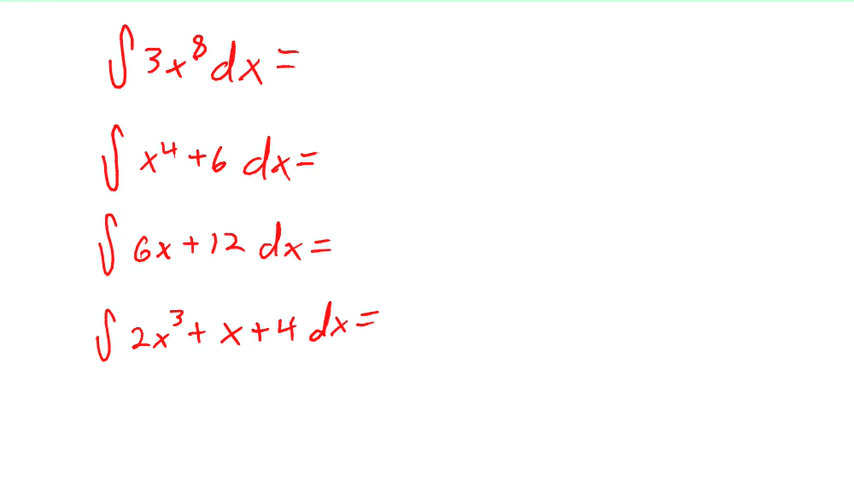 ∫3x⁸dx=
∫x⁴+6 dx=
∫6x+12 dx=
∫2x³+x+4 dx=